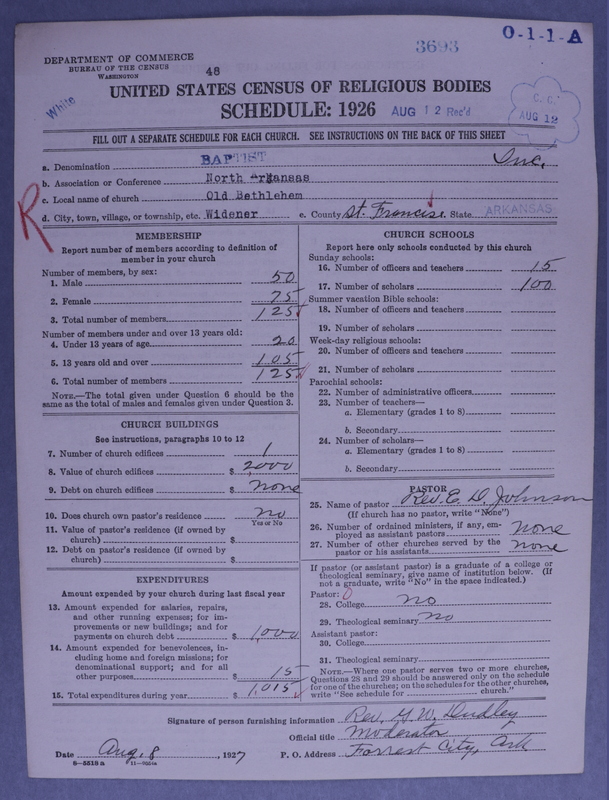 3693
O-1-1-A
DEPARTMENT OF COMMERCE
BUREAU OF THE CENSUS
WASHINGTON
48
White
UNITED STATES CENSUS OF RELIGIOUS BODIES
SCHEDULE: 1926
AUG 12 Rec'd
C. C.
AUG 12
FILL OUT A SEPARATE SCHEDULE FOR EACH CHURCH. SEE INSTRUCTIONS ON THE BACK OF THIS SHEET
R
a. Denomination BAPTIST Inc.
b. Association or Conference North Arkansas
c. Local name of church Old Bethlehem
d. City, town, village, or township, etc. Widener e. County St. Francis. State ARKANSAS
MEMBERSHIP
Report number of members according to definition of
member in your church
Number of members, by sex:
1. Male 50
2. Female 75
3. Total number of members 125
Number of members under and over 13 years old:
4. Under 13 years of age 20
5. 13 years old and over 105
6. Total number of members 125
NOTE.—The total given under Question 6 should be
same as the total of males and females given under Question 3.
CHURCH BUILDINGS
See instructions, paragraphs 10 to 12
7. Number of church edifices 1
8. Value of church edifices $ 2000
9. Debt on church edifices $ none
10. Does church own pastor's residence no
Yes or No
11. Value of pastor's residence (if owned by
church) $
12. Debt on pastor's residence (if owned by
church) $
EXPENDITURES
Amount expended by your church during last fiscal year
13. Amount expended for salaries, repairs,
and other running expenses; for im-
provements or new buildings; and for
payments on church debt $ 1,000
14. Amount expended for benevolences, in-
cluding home and foreign missions; for
denominational support; and for all
other purposes $ 15
15. Total expenditures during year $ 1,015
CHURCH SCHOOLS
Report here only schools conducted by this church
Sunday schools:
16. Number of officers and teachers 15
17. Number of scholars 100
Summer vacation Bible schools:
18. Number of officers and teachers
19. Number of scholars
Week-day religious schools:
20. Number of officers and teachers
21. Number of scholars
Parochial schools:
22. Number of administrative officers
23. Number of teachers—
a. Elementary (grades 1 to 8)
b. Secondary
24. Number of scholars—
a. Elementary (grades 1 to 8)
b. Secondary
PASTOR
25. Name of pastor Rev. E. D. Johnson
(If church has no pastor, write "None")
26. Number of ordained ministers, if any, em-
ployed as assistant pastors none
27. Number of other churches served by the
pastor or his assistants none
If pastor (or assistant pastor) is a graduate of a college or
theological seminary, give name of institution below. (If
not a graduate, write "No" in the space indicated.)
Pastor: 0
28. College no
29. Theological seminary no
Assistant pastor:
30. College
31. Theological seminary
NOTE.—Where one pastor serves two or more churches,
Questions 28 and 29 should be answered only on the schedule
for one of the churches; on the schedules for the other churches,
write "See schedule for church."
Signature of person furnishing information Rev. G. W. Dudley
Official title Moderator
Date Aug. 8, 1927 P. O. Address Forrest City, Ark
8-5518 a